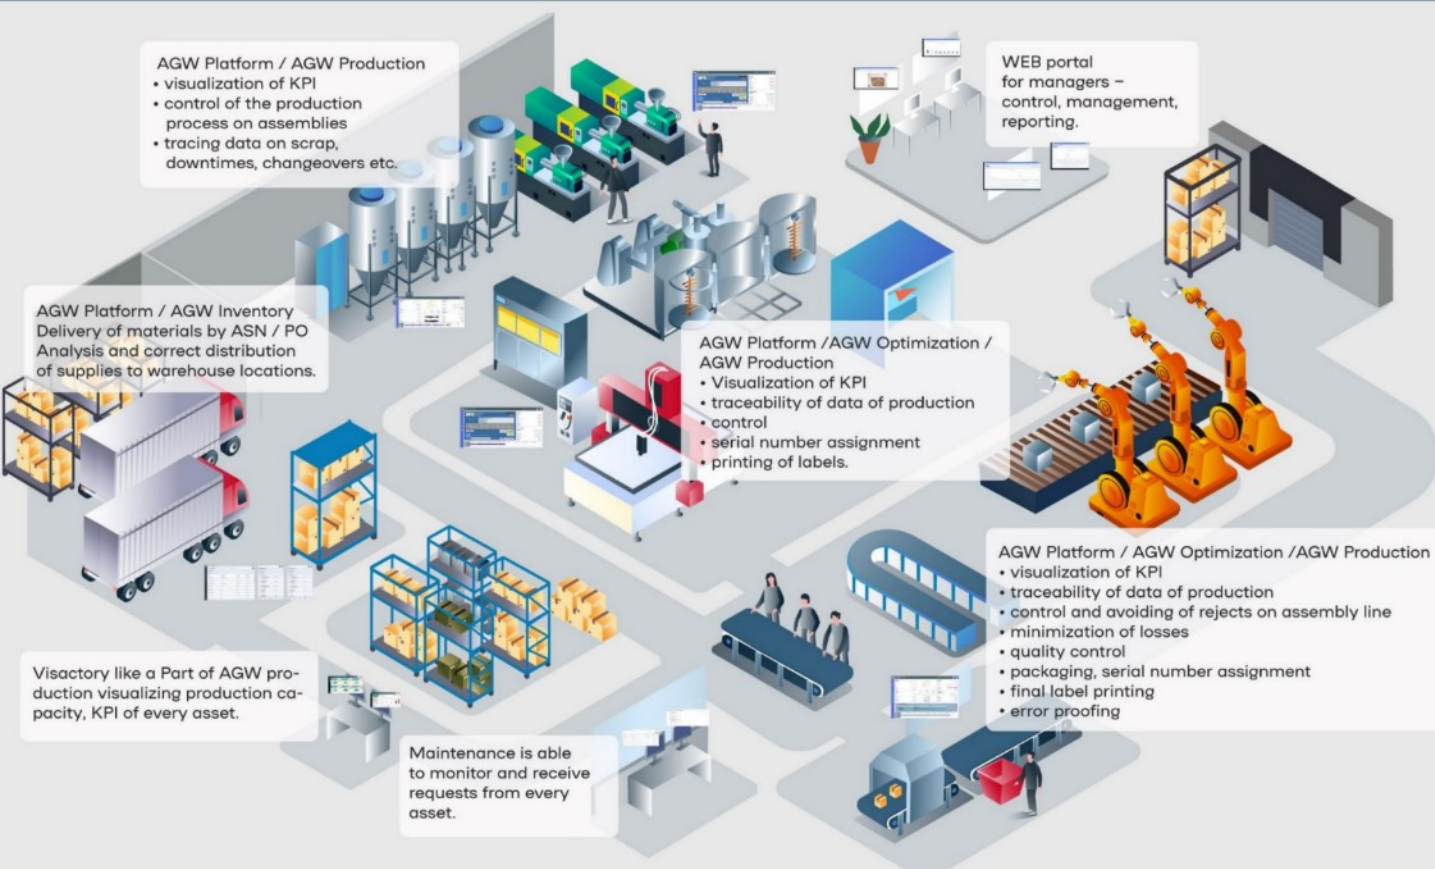 AGW Platform / AGW Production
• visualization of KPI
• control of the production
process on assemblies
• tracing data on scrap,
downtimes, changeovers etc.
WEB portal
for managers –
control, management,
reporting.
AGW Platform / AGW Inventory
Delivery of materials by ASN / PO
Analysis and correct distribution
of supplies to warehouse locations.
AGW Platform /AGW Optimization /
AGW Production
• Visualization of KPI
• traceability of data of production
• control
• serial number assignment
• printing of labels.
AGW Platform / AGW Optimization /AGW Production
• visualization of KPI
• traceability of data of production
• control and avoiding of rejects on assembly line
• minimization of losses
• quality control
• packaging, serial number assignment
• final label printing
• error proofing
Visactory like a Part of AGW pro-
duction visualizing production ca-
pacity, KPI of every asset.
Maintenance is able
to monitor and receive
requests from every
asset.